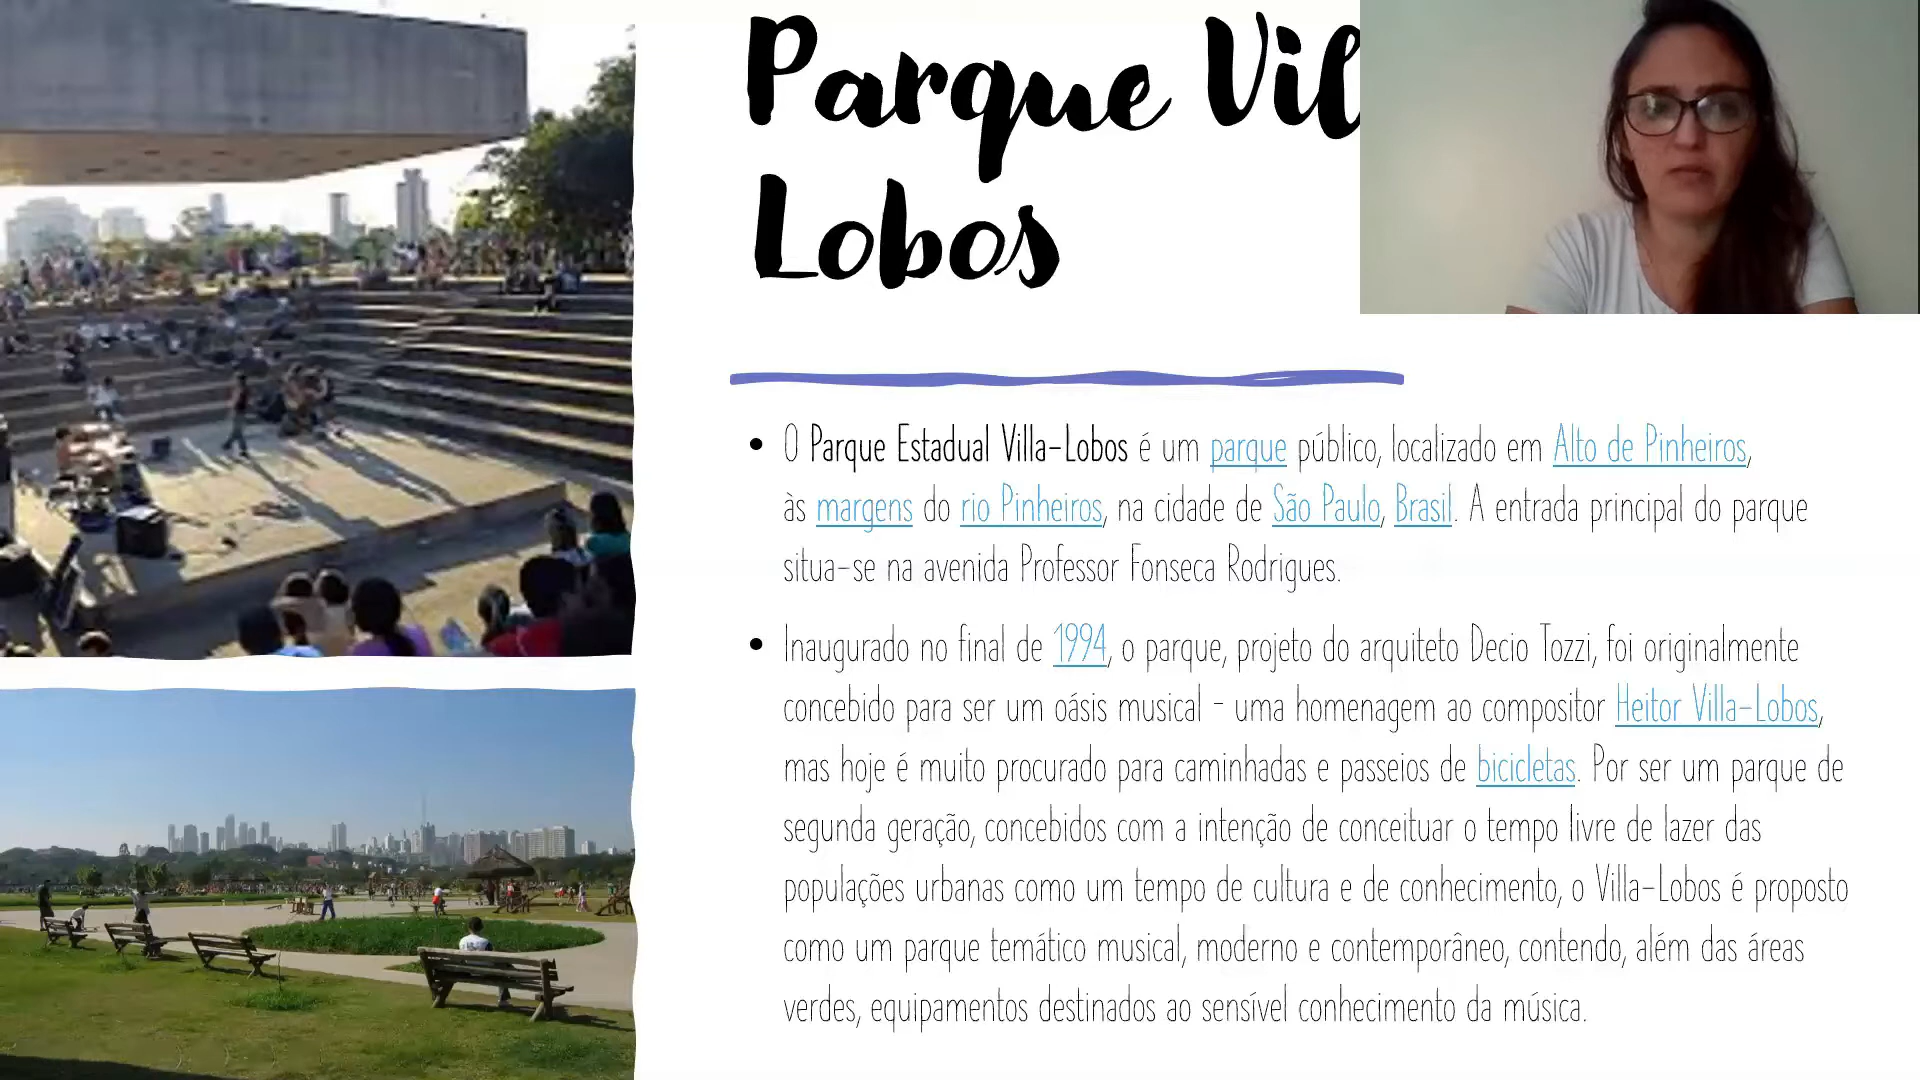 Parque Vil
Lobos
• O Parque Estadual Villa-Lobos é um parque público, localizado em Alto de Pinheiros,
às margens do rio Pinheiros, na cidade de São Paulo, Brasil. A entrada principal do parque
situa-se na avenida Professor Fonseca Rodrigues.
• Inaugurado no final de 1994, o parque, projeto do arquiteto Decio Tozzi, foi originalmente
concebido para ser um oásis musical - uma homenagem ao compositor Heitor Villa-Lobos,
mas hoje é muito procurado para caminhadas e passeios de bicicletas. Por ser um parque de
segunda geração, concebidos com a intenção de conceituar o tempo livre de lazer das
populações urbanas como um tempo de cultura e de conhecimento, o Villa-Lobos é proposto
como um parque temático musical, moderno e contemporâneo, contendo, além das áreas
verdes, equipamentos destinados ao sensível conhecimento da música.